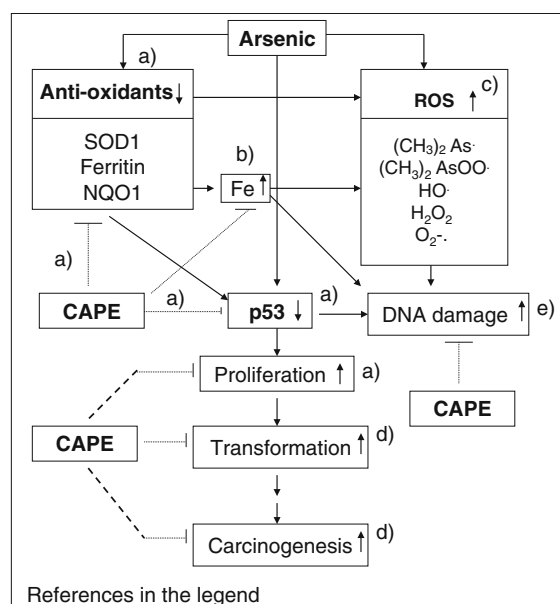 Arsenic
a)
Anti-oxidants ↓
SOD1
Ferritin
NQO1
c)
ROS ↑
(CH₃)₂ As·
(CH₃)₂ AsOO·
HO·
H₂O₂
O₂-.
b)
Fe ↑
a)
a)
CAPE
p53 ↓
a)
DNA damage ↑
e)
Proliferation ↑
a)
CAPE
CAPE
Transformation ↑
d)
Carcinogenesis ↑
d)
References in the legend